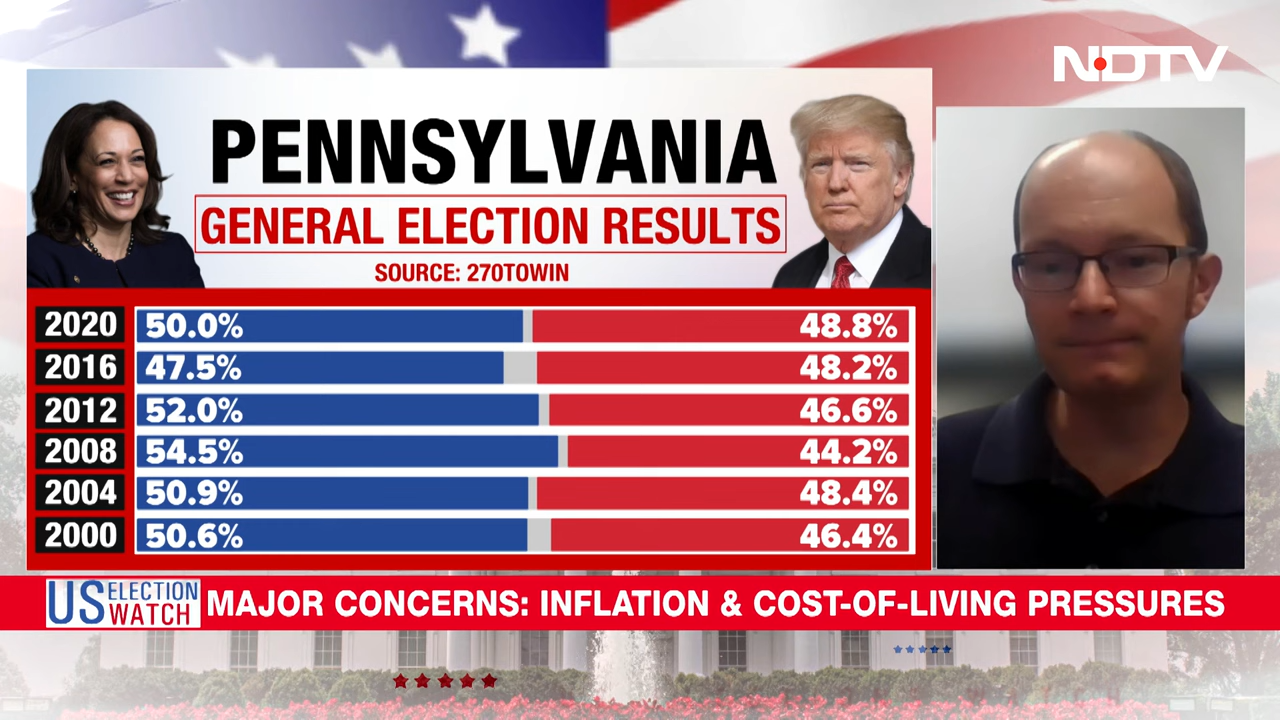 NDTV
PENNSYLVANIA
GENERAL ELECTION RESULTS
SOURCE: 270TOWIN
2020 50.0% 48.8%
2016 47.5% 48.2%
2012 52.0% 46.6%
2008 54.5% 44.2%
2004 50.9% 48.4%
2000 50.6% 46.4%
US ELECTION WATCH
MAJOR CONCERNS: INFLATION & COST-OF-LIVING PRESSURES